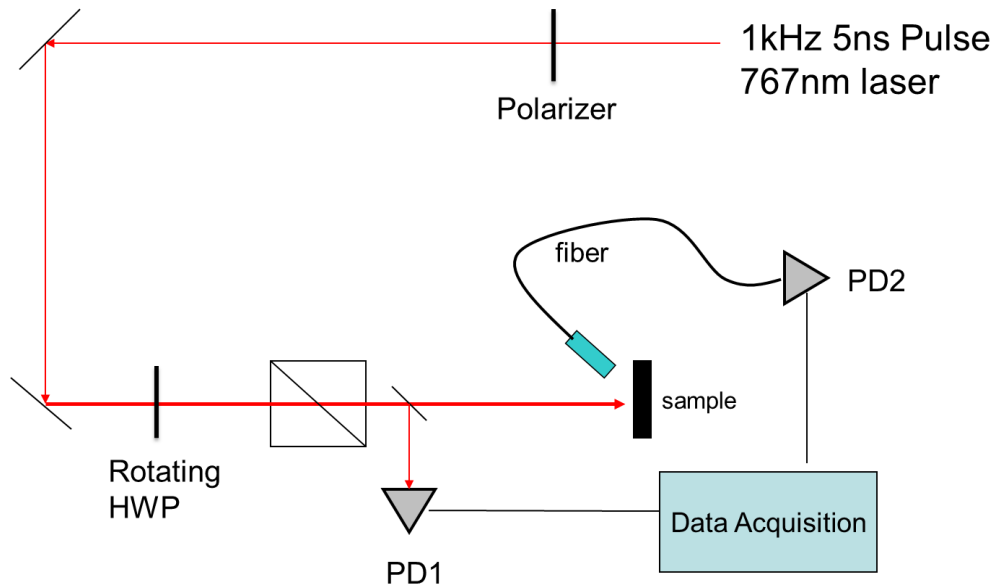 1kHz 5ns Pulse
767nm laser
Polarizer
fiber
PD2
sample
Rotating
HWP
Data Acquisition
PD1